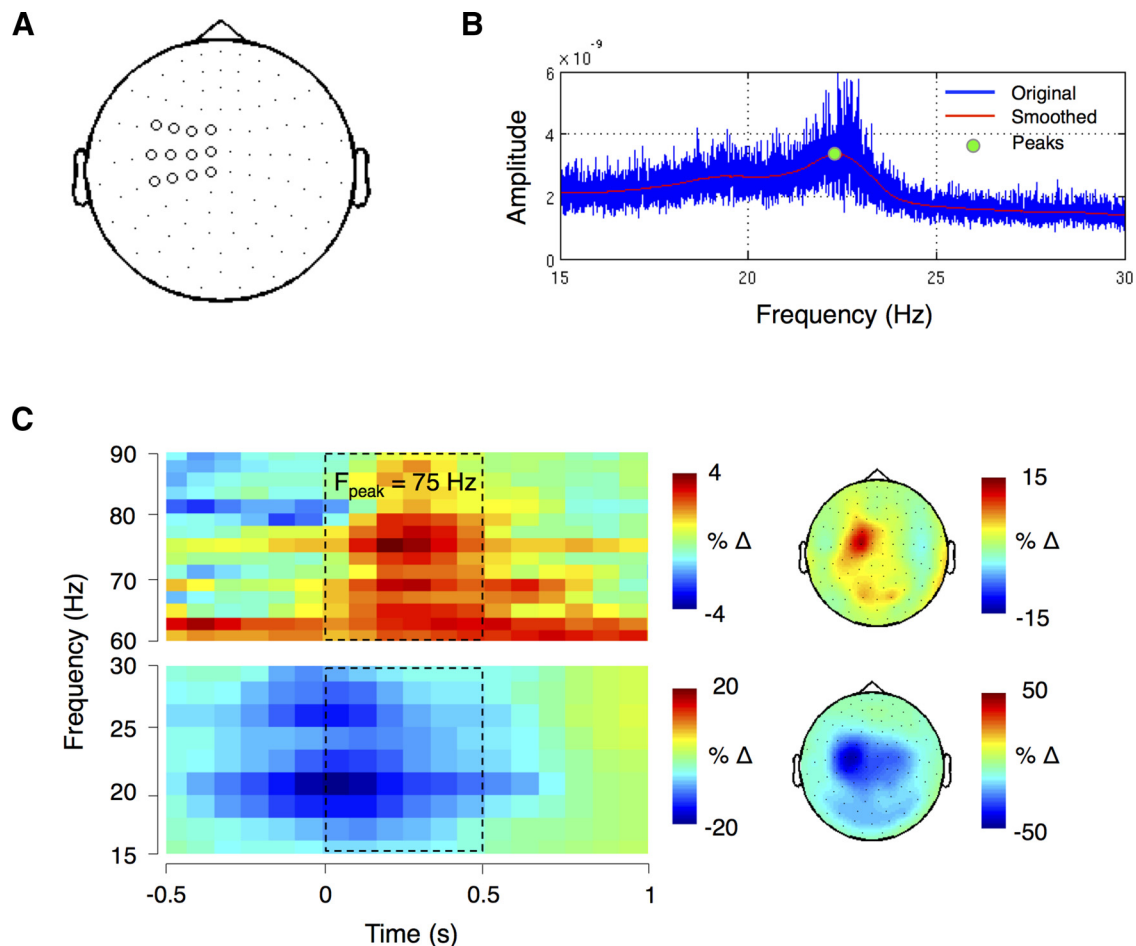 A
B
× 10⁻⁹
6
4
2
0
Amplitude
Original
Smoothed
Peaks
15 20 25 30
Frequency (Hz)
C
90
80
70
60
F_peak = 75 Hz
4
% Δ
-4
15
% Δ
-15
Frequency (Hz)
30
25
20
15
20
% Δ
-20
50
% Δ
-50
-0.5 0 0.5 1
Time (s)